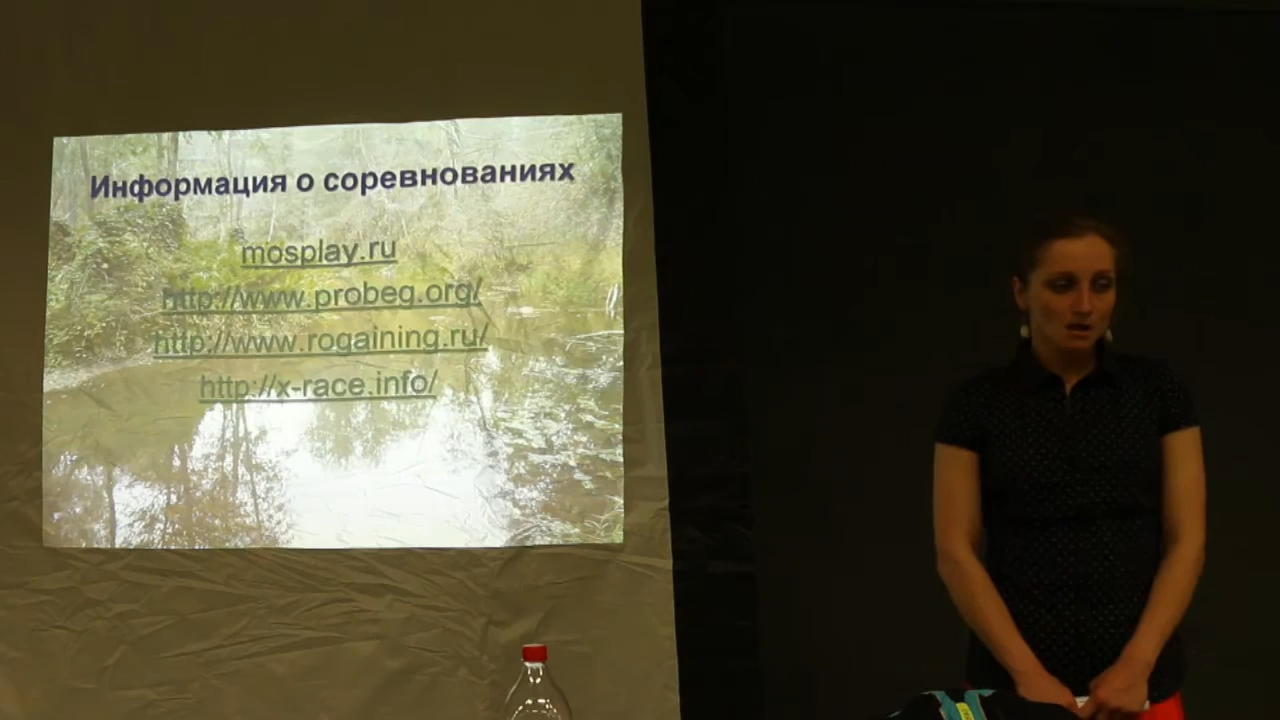 Информация о соревнованиях
mosplay.ru
http://www.probeg.org/
http://www.rogaining.ru/
http://x-race.info/